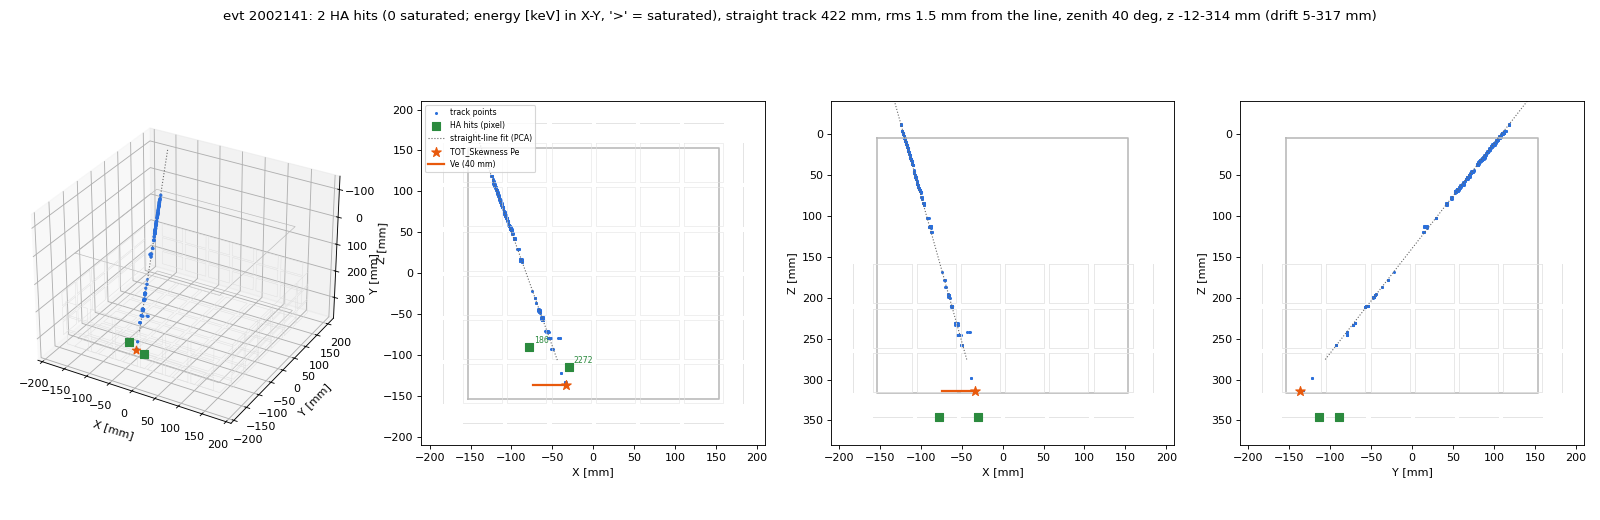 evt 2002141: 2 HA hits (0 saturated; energy [keV] in X-Y, '>' = saturated), straight track 422 mm, rms 1.5 mm from the line, zenith 40 deg, z -12-314 mm (drift 5-317 mm)
−100
0
100
200
300
Z [mm]
−200
−150
−100
−50
0
50
100
150
200
X [mm]
−200
−150
−100
−50
0
50
100
150
200
Y [mm]
track points
HA hits (pixel)
straight-line fit (PCA)
TOT_Skewness Pe
Ve (40 mm)
2272
200
150
100
50
0
−50
−100
−150
−200
Y [mm]
−200 −150 −100 −50 0 50 100 150 200
X [mm]
0
50
100
150
200
250
300
350
Z [mm]
−200 −150 −100 −50 0 50 100 150 200
X [mm]
0
50
100
150
200
250
300
350
Z [mm]
−200 −150 −100 −50 0 50 100 150 200
Y [mm]